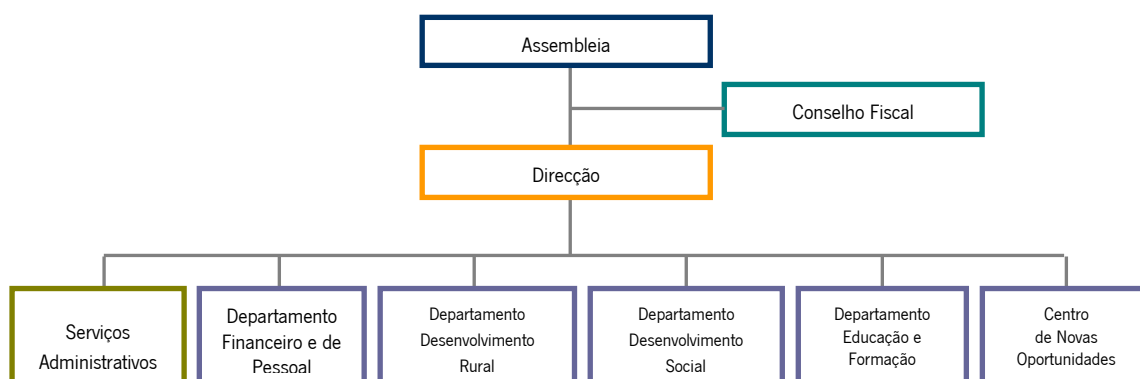 Assembleia
Conselho Fiscal
Direcção
Serviços
Administrativos
Departamento
Financeiro e de
Pessoal
Departamento
Desenvolvimento
Rural
Departamento
Desenvolvimento
Social
Departamento
Educação e
Formação
Centro
de Novas
Oportunidades